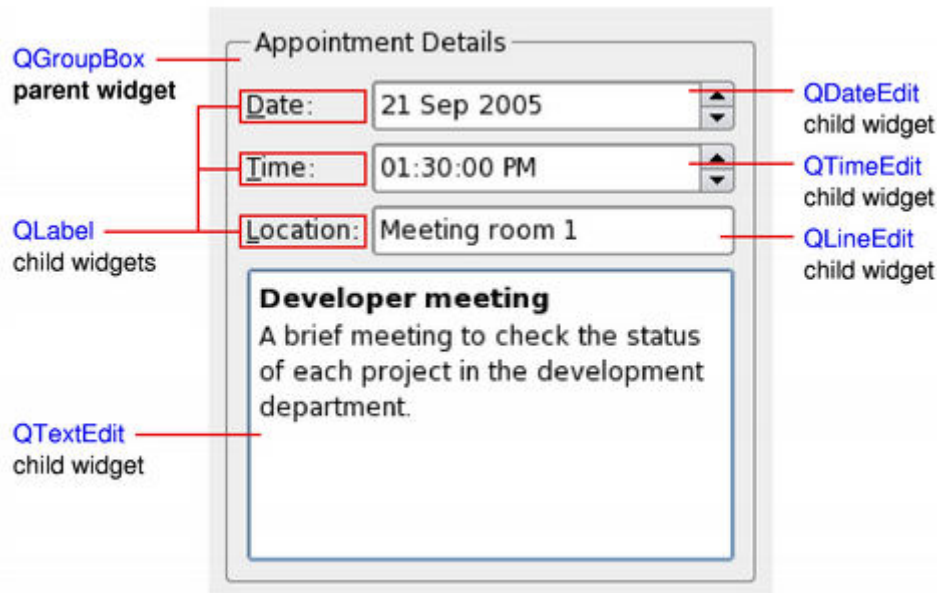 Appointment Details
QGroupBox
parent widget
Date:
21 Sep 2005
QDateEdit
child widget
Time:
01:30:00 PM
QTimeEdit
child widget
QLabel
child widgets
Location:
Meeting room 1
QLineEdit
child widget
Developer meeting
A brief meeting to check the status
of each project in the development
department.
QTextEdit
child widget